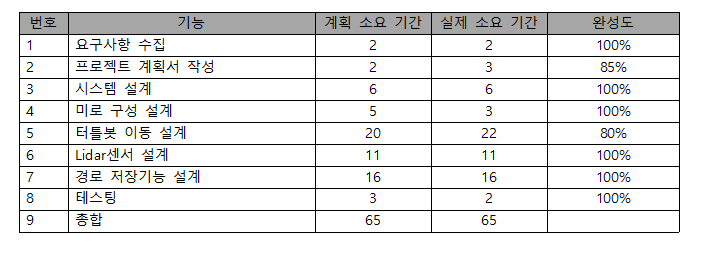 번호 기능 계획 소요 기간 실제 소요 기간 완성도
1 요구사항 수집 2 2 100%
2 프로젝트 계획서 작성 2 3 85%
3 시스템 설계 6 6 100%
4 미로 구성 설계 5 3 100%
5 터틀봇 이동 설계 20 22 80%
6 Lidar센서 설계 11 11 100%
7 경로 저장기능 설계 16 16 100%
8 테스팅 3 2 100%
9 총합 65 65